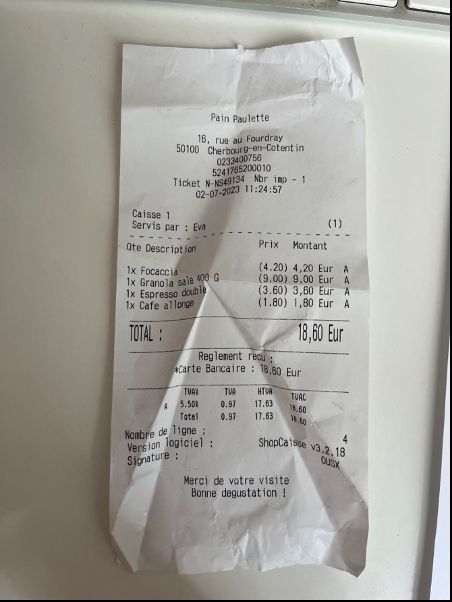 Pain Paulette
16, rue au Fourdray
50100 Cherbourg-en-Cotentin
0233400756
5241785200010
Ticket N-NS49134 Nbr imp - 1
02-07-2023 11:24:57
Caisse 1
Servis par : Eva (1)
Qte Description Prix Montant
1x Focaccia (4.20) 4,20 Eur A
1x Granola sale 400 G (9.00) 9,00 Eur A
1x Espresso double (3.60) 3,60 Eur A
1x Cafe allonge (1.80) 1,80 Eur A
TOTAL : 18,60 Eur
Reglement recu :
*Carte Bancaire : 18,60 Eur
TVA% TVA HTVA TVAC
A 5.50% 0.97 17.63 18.60
Total 0.97 17.63 18.60
Nombre de ligne : 4
Version logiciel : ShopCaisse v3.2.18
Signature : OUSX
Merci de votre visite
Bonne degustation !